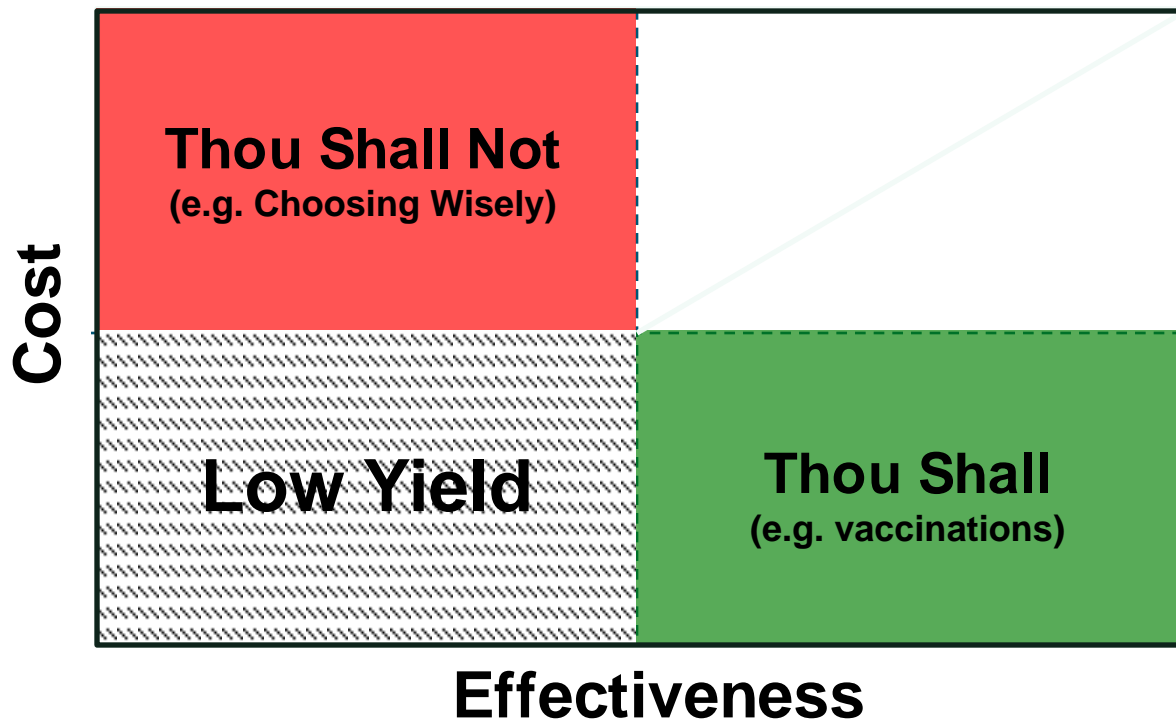 Thou Shall Not
(e.g. Choosing Wisely)
Cost
Low Yield
Thou Shall
(e.g. vaccinations)
Effectiveness